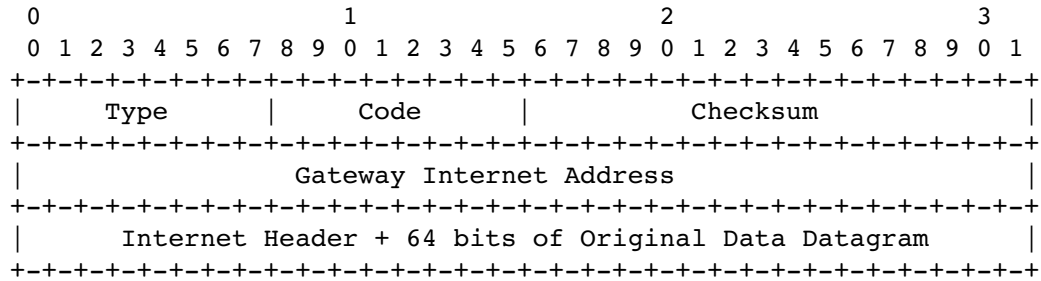 0                   1                   2                   3
0 1 2 3 4 5 6 7 8 9 0 1 2 3 4 5 6 7 8 9 0 1 2 3 4 5 6 7 8 9 0 1
+-+-+-+-+-+-+-+-+-+-+-+-+-+-+-+-+-+-+-+-+-+-+-+-+-+-+-+-+-+-+-+-+
|     Type      |     Code      |          Checksum             |
+-+-+-+-+-+-+-+-+-+-+-+-+-+-+-+-+-+-+-+-+-+-+-+-+-+-+-+-+-+-+-+-+
|                 Gateway Internet Address                      |
+-+-+-+-+-+-+-+-+-+-+-+-+-+-+-+-+-+-+-+-+-+-+-+-+-+-+-+-+-+-+-+-+
|      Internet Header + 64 bits of Original Data Datagram      |
+-+-+-+-+-+-+-+-+-+-+-+-+-+-+-+-+-+-+-+-+-+-+-+-+-+-+-+-+-+-+-+-+